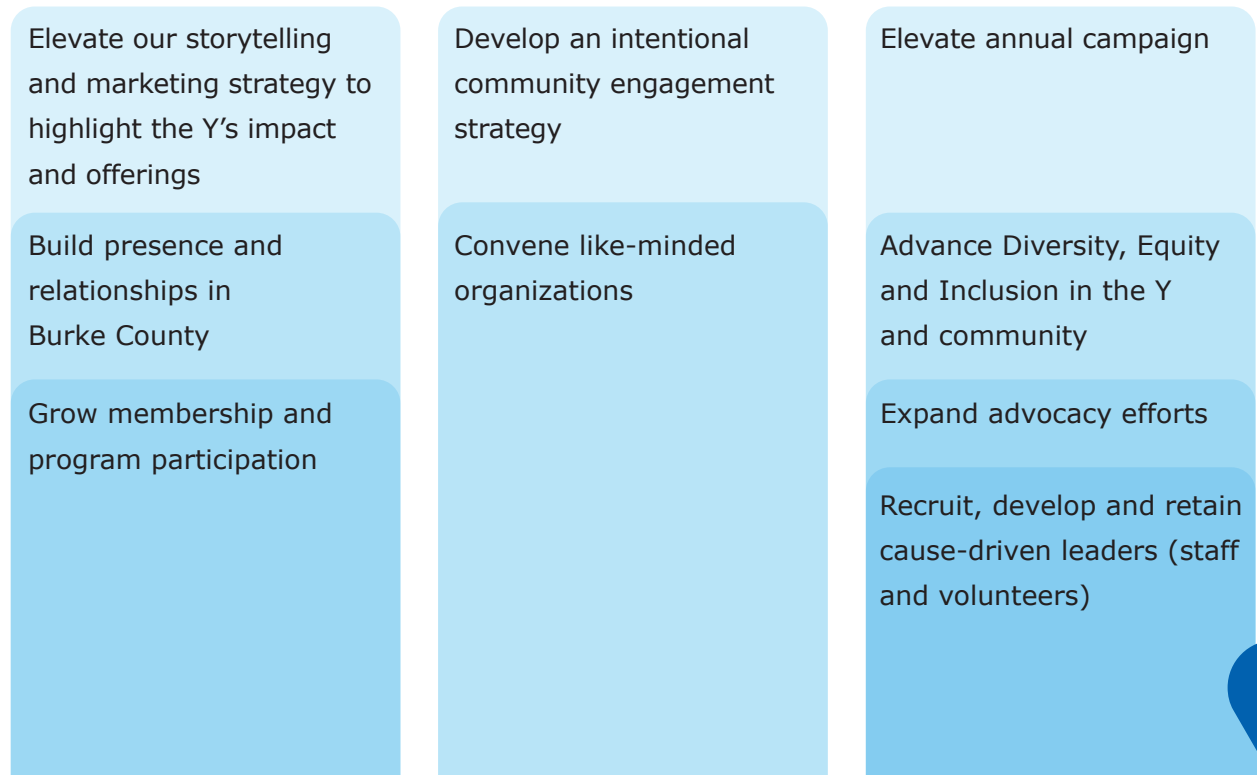 Elevate our storytelling
and marketing strategy to
highlight the Y’s impact
and offerings
Build presence and
relationships in
Burke County
Grow membership and
program participation
Develop an intentional
community engagement
strategy
Convene like-minded
organizations
Elevate annual campaign
Advance Diversity, Equity
and Inclusion in the Y
and community
Expand advocacy efforts
Recruit, develop and retain
cause-driven leaders (staff
and volunteers)